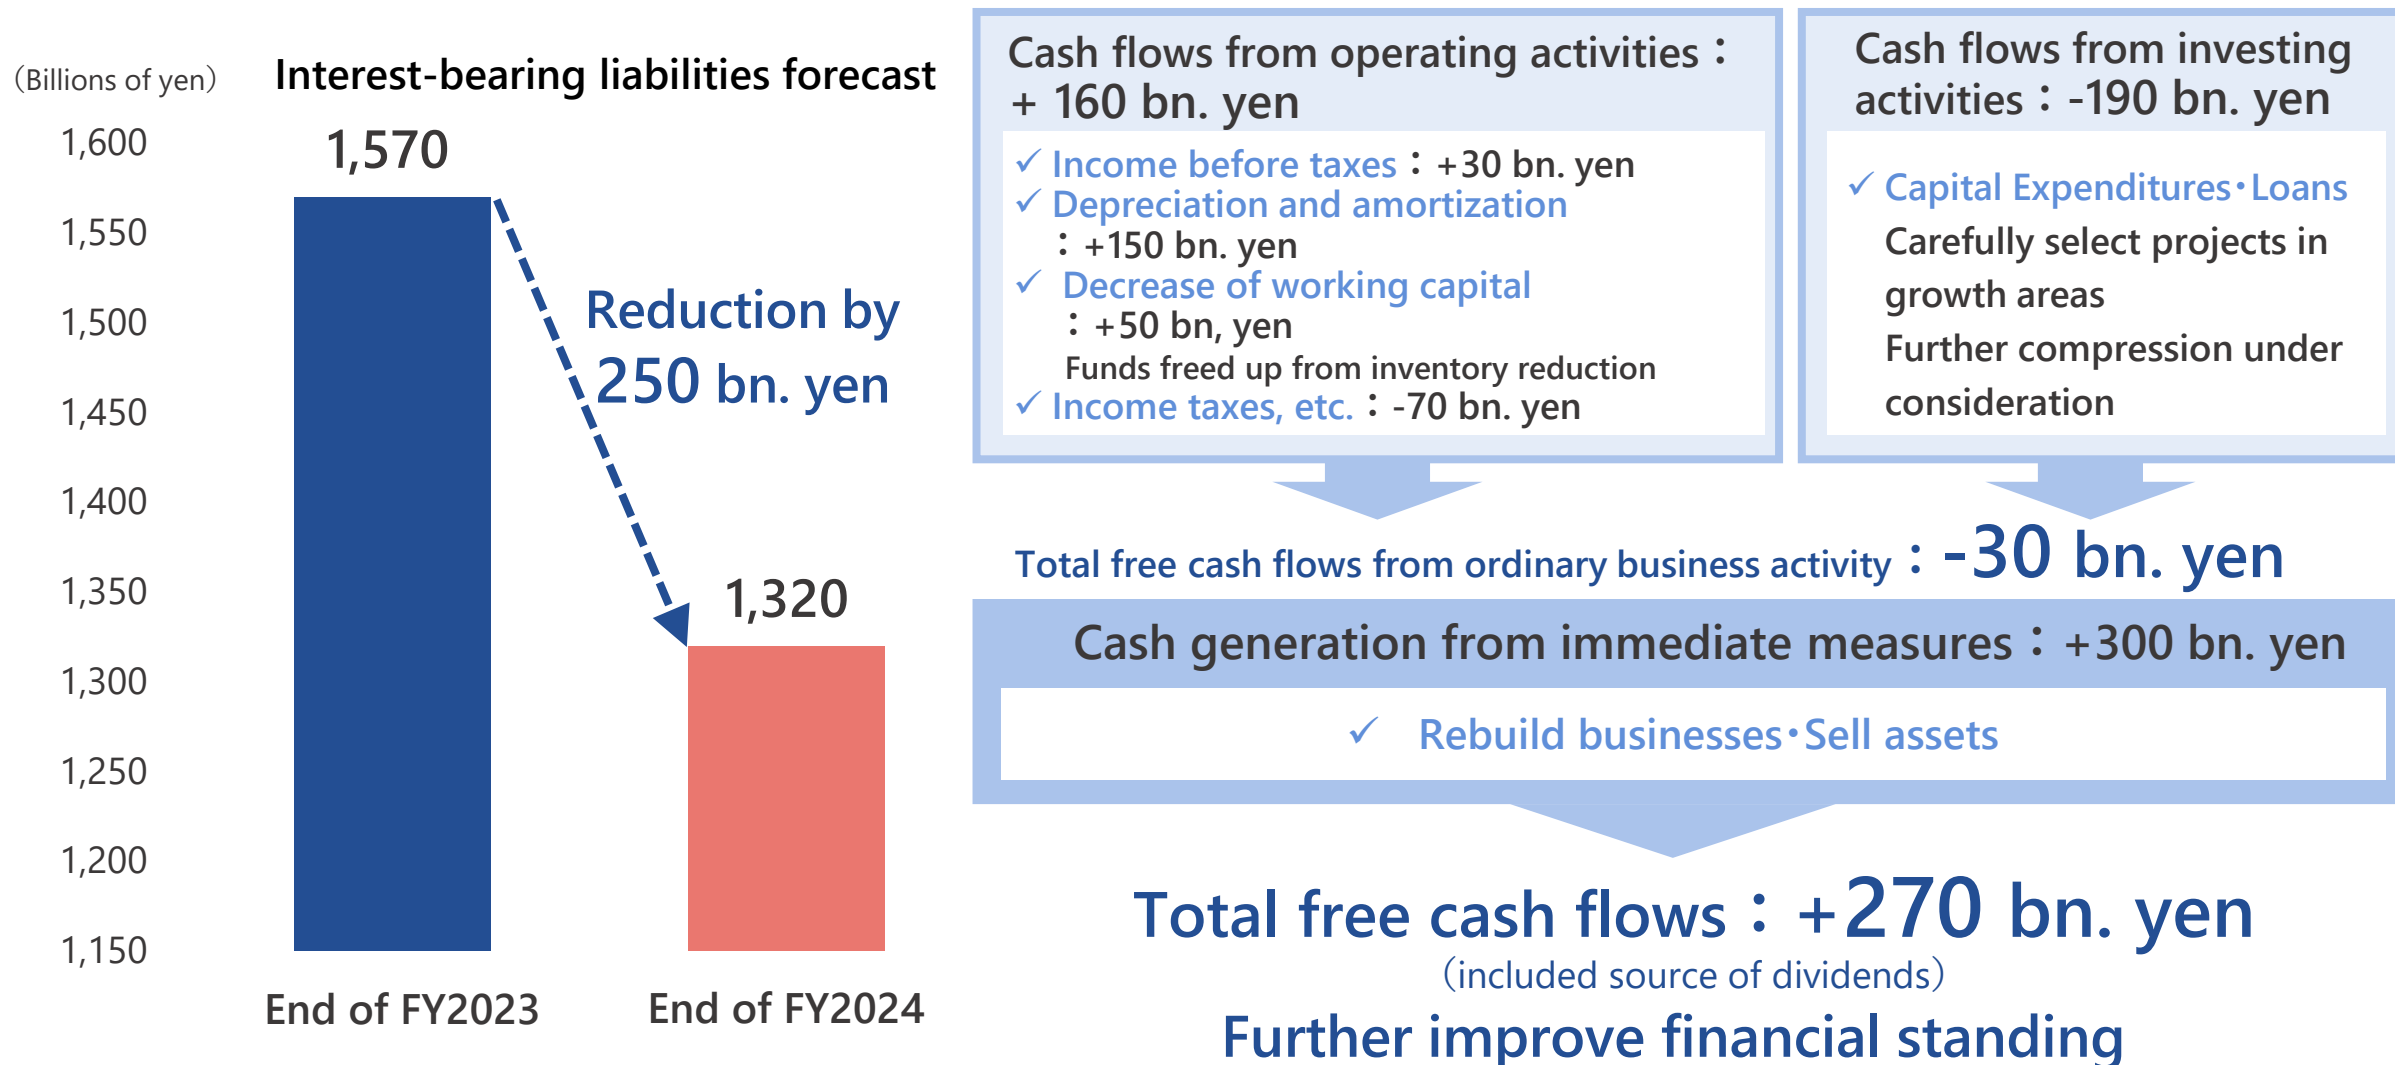 （Billions of yen）
Interest-bearing liabilities forecast
1,600
1,550
1,500
1,450
1,400
1,350
1,300
1,250
1,200
1,150
1,570
Reduction by
250 bn. yen
1,320
End of FY2023
End of FY2024
Cash flows from operating activities：
+ 160 bn. yen
✓ Income before taxes：+30 bn. yen
✓ Depreciation and amortization
：+150 bn. yen
✓ Decrease of working capital
：+50 bn, yen
Funds freed up from inventory reduction
✓ Income taxes, etc.：-70 bn. yen
Cash flows from investing
activities：-190 bn. yen
✓ Capital Expenditures・Loans
Carefully select projects in
growth areas
Further compression under
consideration
Total free cash flows from ordinary business activity：-30 bn. yen
Cash generation from immediate measures：+300 bn. yen
✓ Rebuild businesses・Sell assets
Total free cash flows：+270 bn. yen
（included source of dividends）
Further improve financial standing